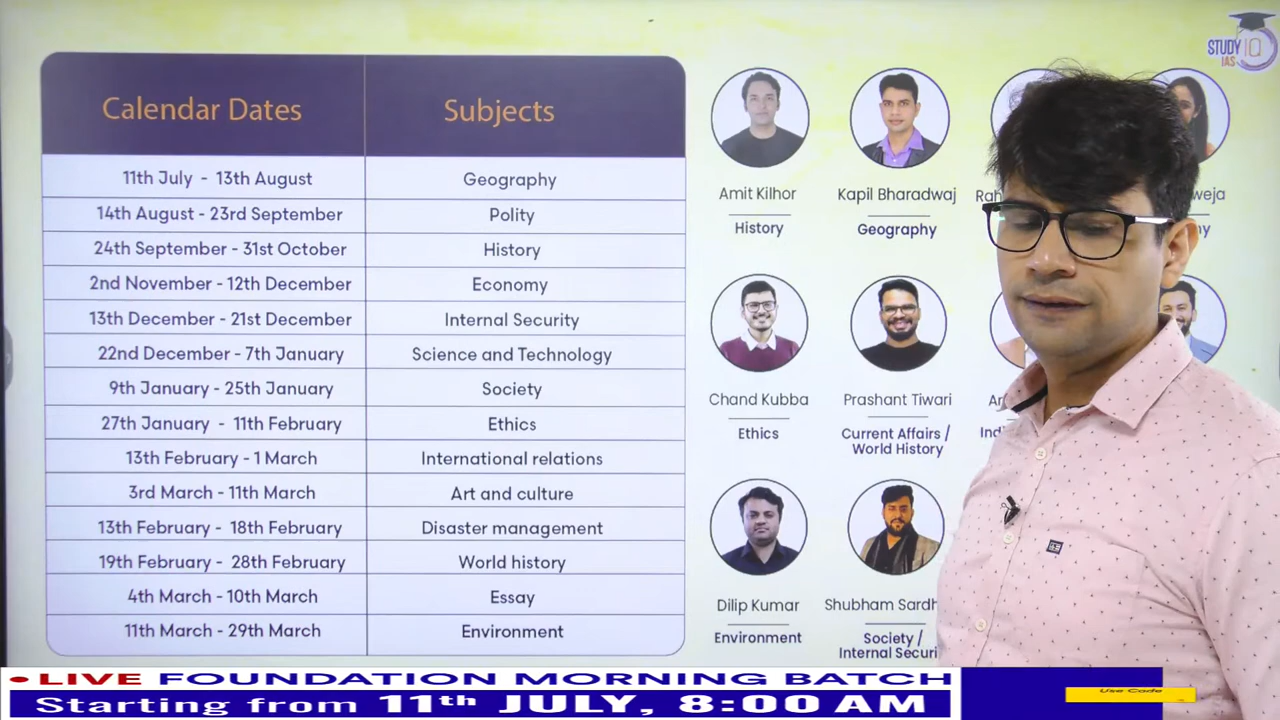 STUDY IQ
IAS
Calendar Dates Subjects
11th July - 13th August Geography
14th August - 23rd September Polity
24th September - 31st October History
2nd November - 12th December Economy
13th December - 21st December Internal Security
22nd December - 7th January Science and Technology
9th January - 25th January Society
27th January - 11th February Ethics
13th February - 1 March International relations
3rd March - 11th March Art and culture
13th February - 18th February Disaster management
19th February - 28th February World history
4th March - 10th March Essay
11th March - 29th March Environment
Amit Kilhor
History
Kapil Bharadwaj
Geography
Chand Kubba
Ethics
Prashant Tiwari
Current Affairs /
World History
Dilip Kumar
Environment
Shubham
Society /
Internal
• LIVE FOUNDATION MORNING BATCH
Starting from 11th JULY, 8:00 AM
Use Code